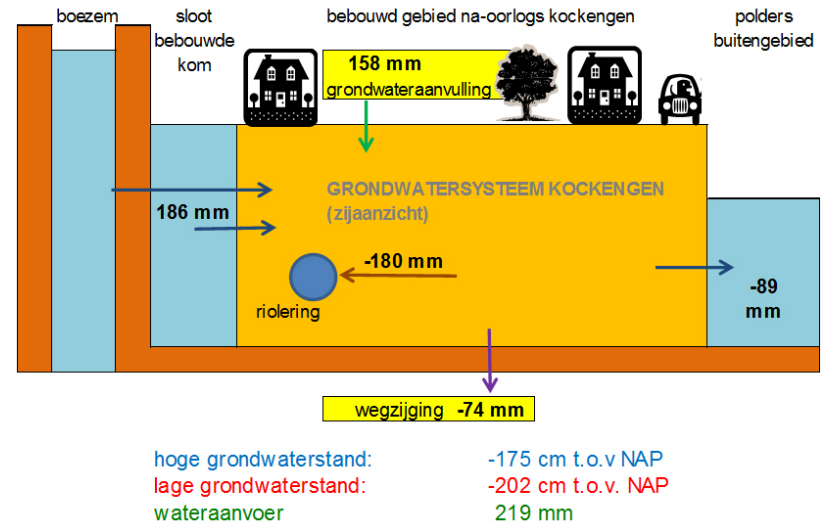 boezem
sloot
bebouwde
kom
bebouwd gebied na-oorlogs kockengen
polders
buitengebied
158 mm
grondwateraanvulling
GRONDWATERSYSTEEM KOCKENGEN
(zijaanzicht)
186 mm
-180 mm
riolering
-89
mm
wegzijging -74 mm
hoge grondwaterstand: -175 cm t.o.v NAP
lage grondwaterstand: -202 cm t.o.v. NAP
wateraanvoer 219 mm